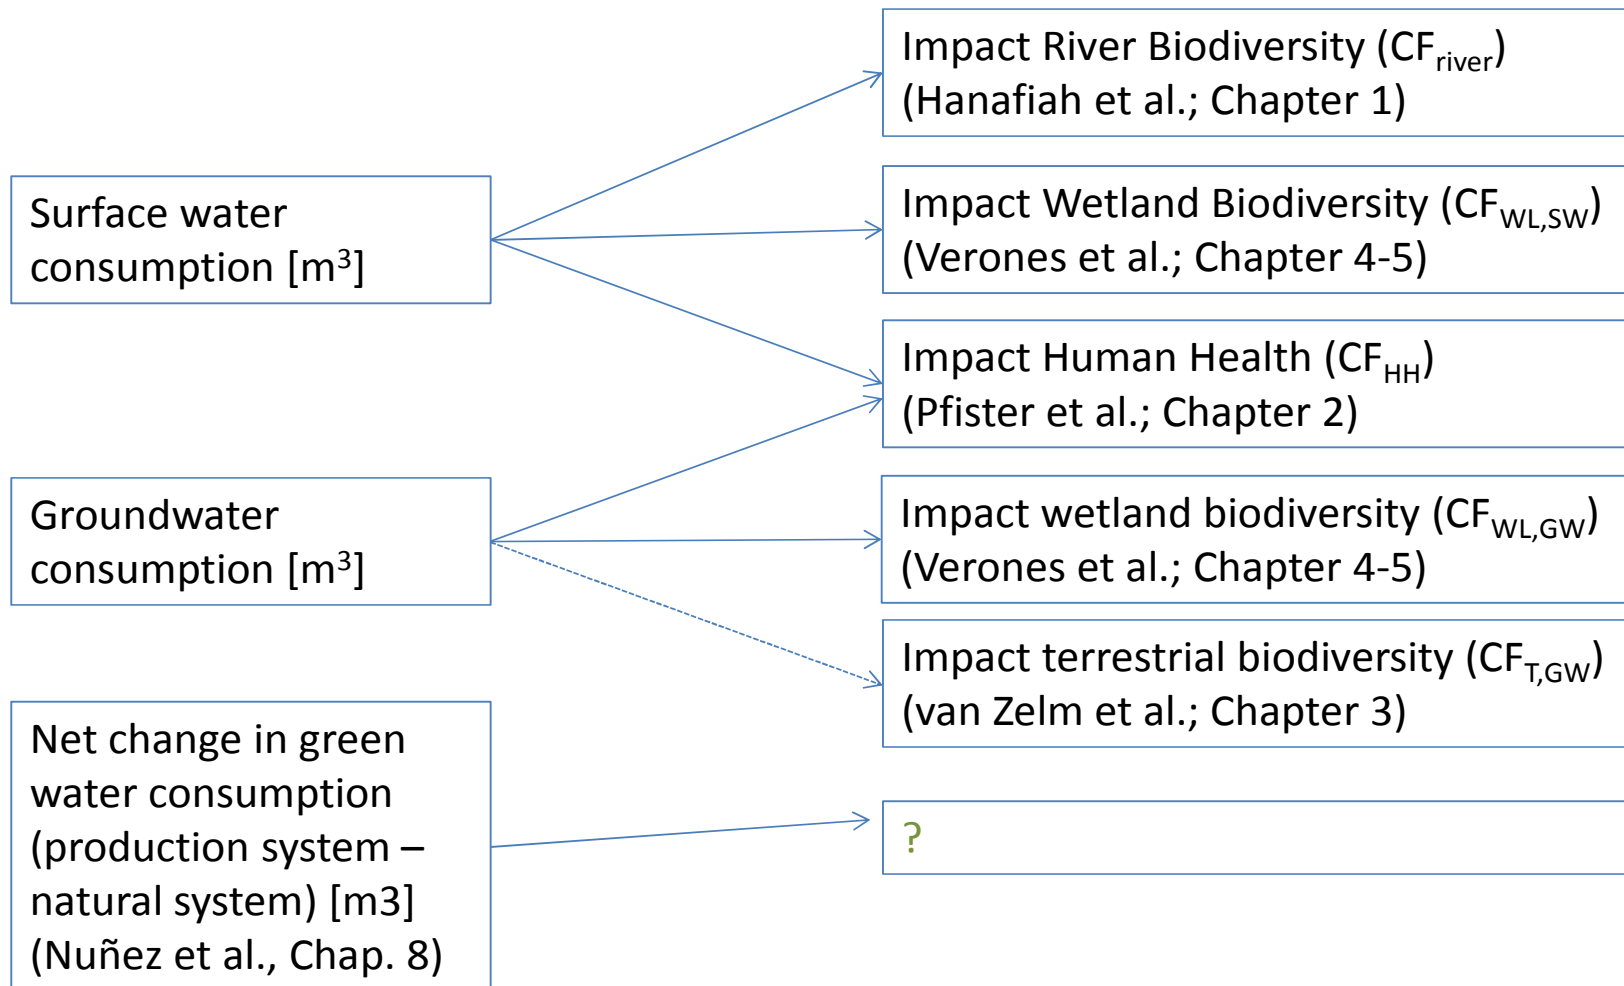 Impact River Biodiversity (CFriver)
(Hanafiah et al.; Chapter 1)
Surface water
consumption [m³]
Impact Wetland Biodiversity (CFWL,SW)
(Verones et al.; Chapter 4-5)
Impact Human Health (CFHH)
(Pfister et al.; Chapter 2)
Groundwater
consumption [m³]
Impact wetland biodiversity (CFWL,GW)
(Verones et al.; Chapter 4-5)
Impact terrestrial biodiversity (CFT,GW)
(van Zelm et al.; Chapter 3)
Net change in green
water consumption
(production system –
natural system) [m3]
(Nuñez et al., Chap. 8)
?